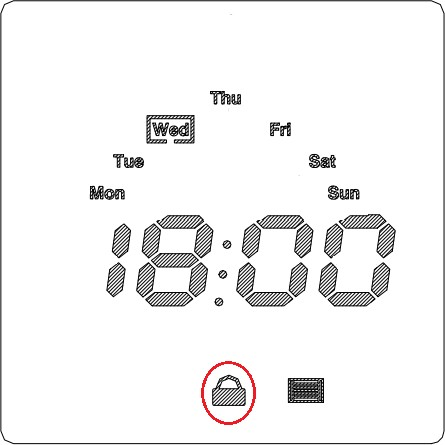 Thu
Wed Fri
Tue Sat
Mon Sun
18:00